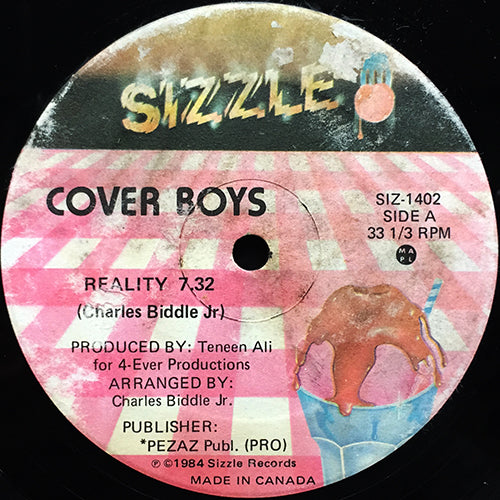 SIZZLE
COVER BOYS
SIZ-1402
SIDE A
33 1/3 RPM
MA
PL
REALITY 7.32
(Charles Biddle Jr)
PRODUCED BY: Teneen Ali
for 4-Ever Productions
ARRANGED BY:
Charles Biddle Jr.
PUBLISHER:
*PEZAZ Publ. (PRO)
℗ ©1984 Sizzle Records
MADE IN CANADA